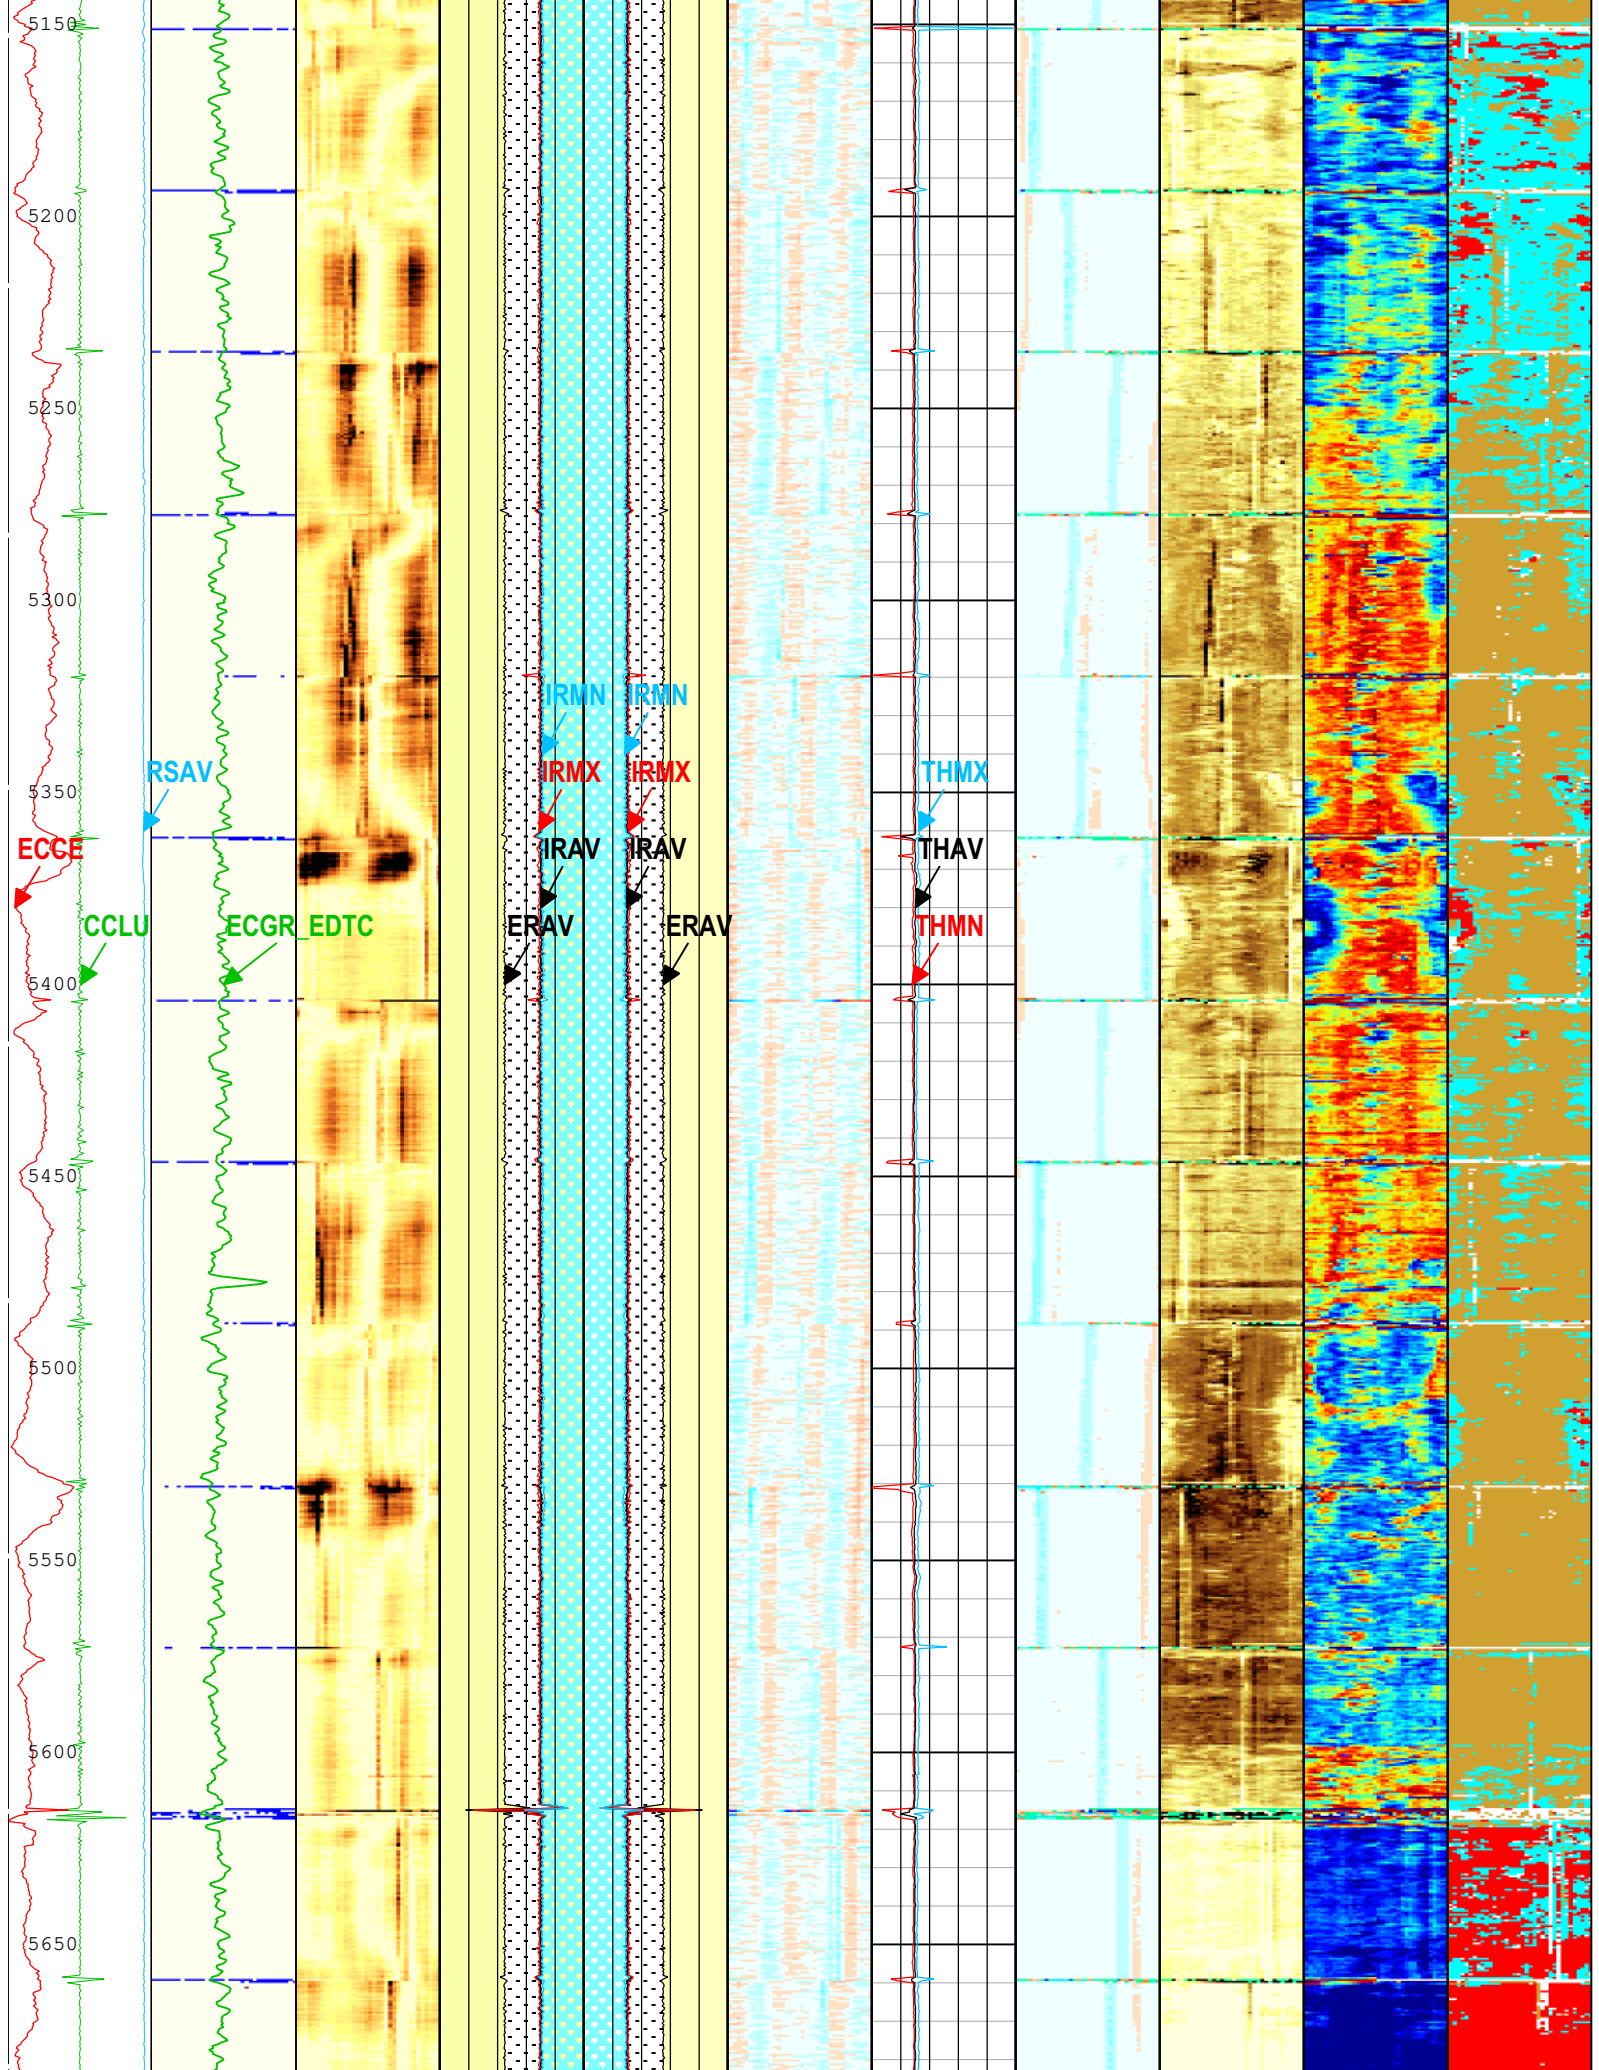 5150
5200
5250
5300
IRMN IRMN
RSAV IRMX IRMX THMX
5350
ECCE IRAV IRAV THAV
CCLU ECGR_EDTC ERAV ERAV THMN
5400
5450
5500
5550
5600
5650